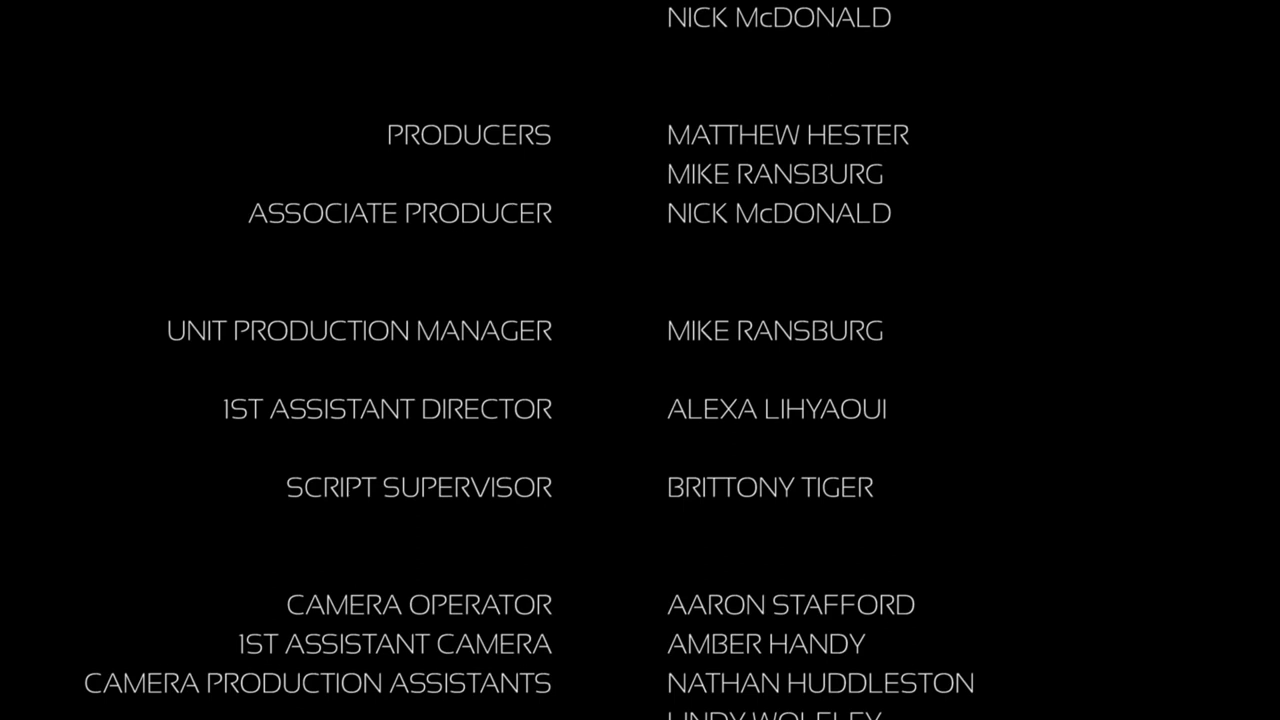 NICK McDONALD
PRODUCERS MATTHEW HESTER
MIKE RANSBURG
ASSOCIATE PRODUCER NICK McDONALD
UNIT PRODUCTION MANAGER MIKE RANSBURG
1ST ASSISTANT DIRECTOR ALEXA LIHYAOUI
SCRIPT SUPERVISOR BRITTONY TIGER
CAMERA OPERATOR AARON STAFFORD
1ST ASSISTANT CAMERA AMBER HANDY
CAMERA PRODUCTION ASSISTANTS NATHAN HUDDLESTON